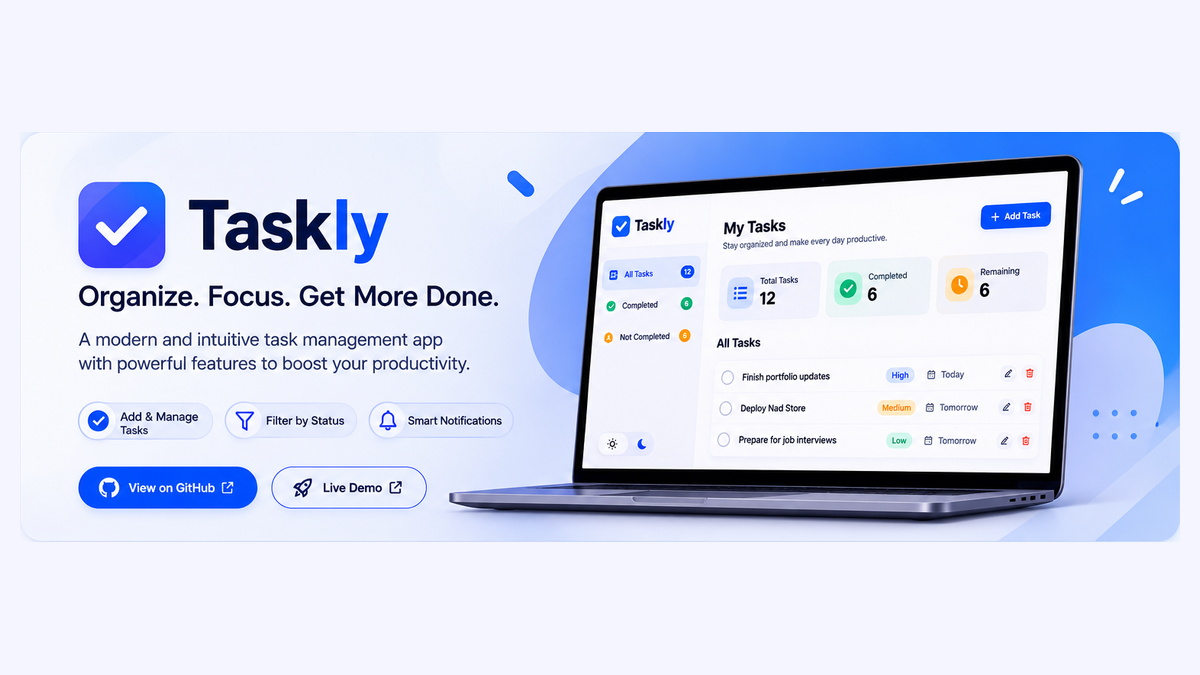 Taskly
Organize. Focus. Get More Done.
A modern and intuitive task management app
with powerful features to boost your productivity.
Add & Manage
Tasks
Filter by Status
Smart Notifications
View on GitHub
Live Demo
Taskly
All Tasks 12
Completed 6
Not Completed 6
My Tasks
Stay organized and make every day productive.
+ Add Task
Total Tasks
12
Completed
6
Remaining
6
All Tasks
Finish portfolio updates High Today
Deploy Nad Store Medium Tomorrow
Prepare for job interviews Low Tomorrow